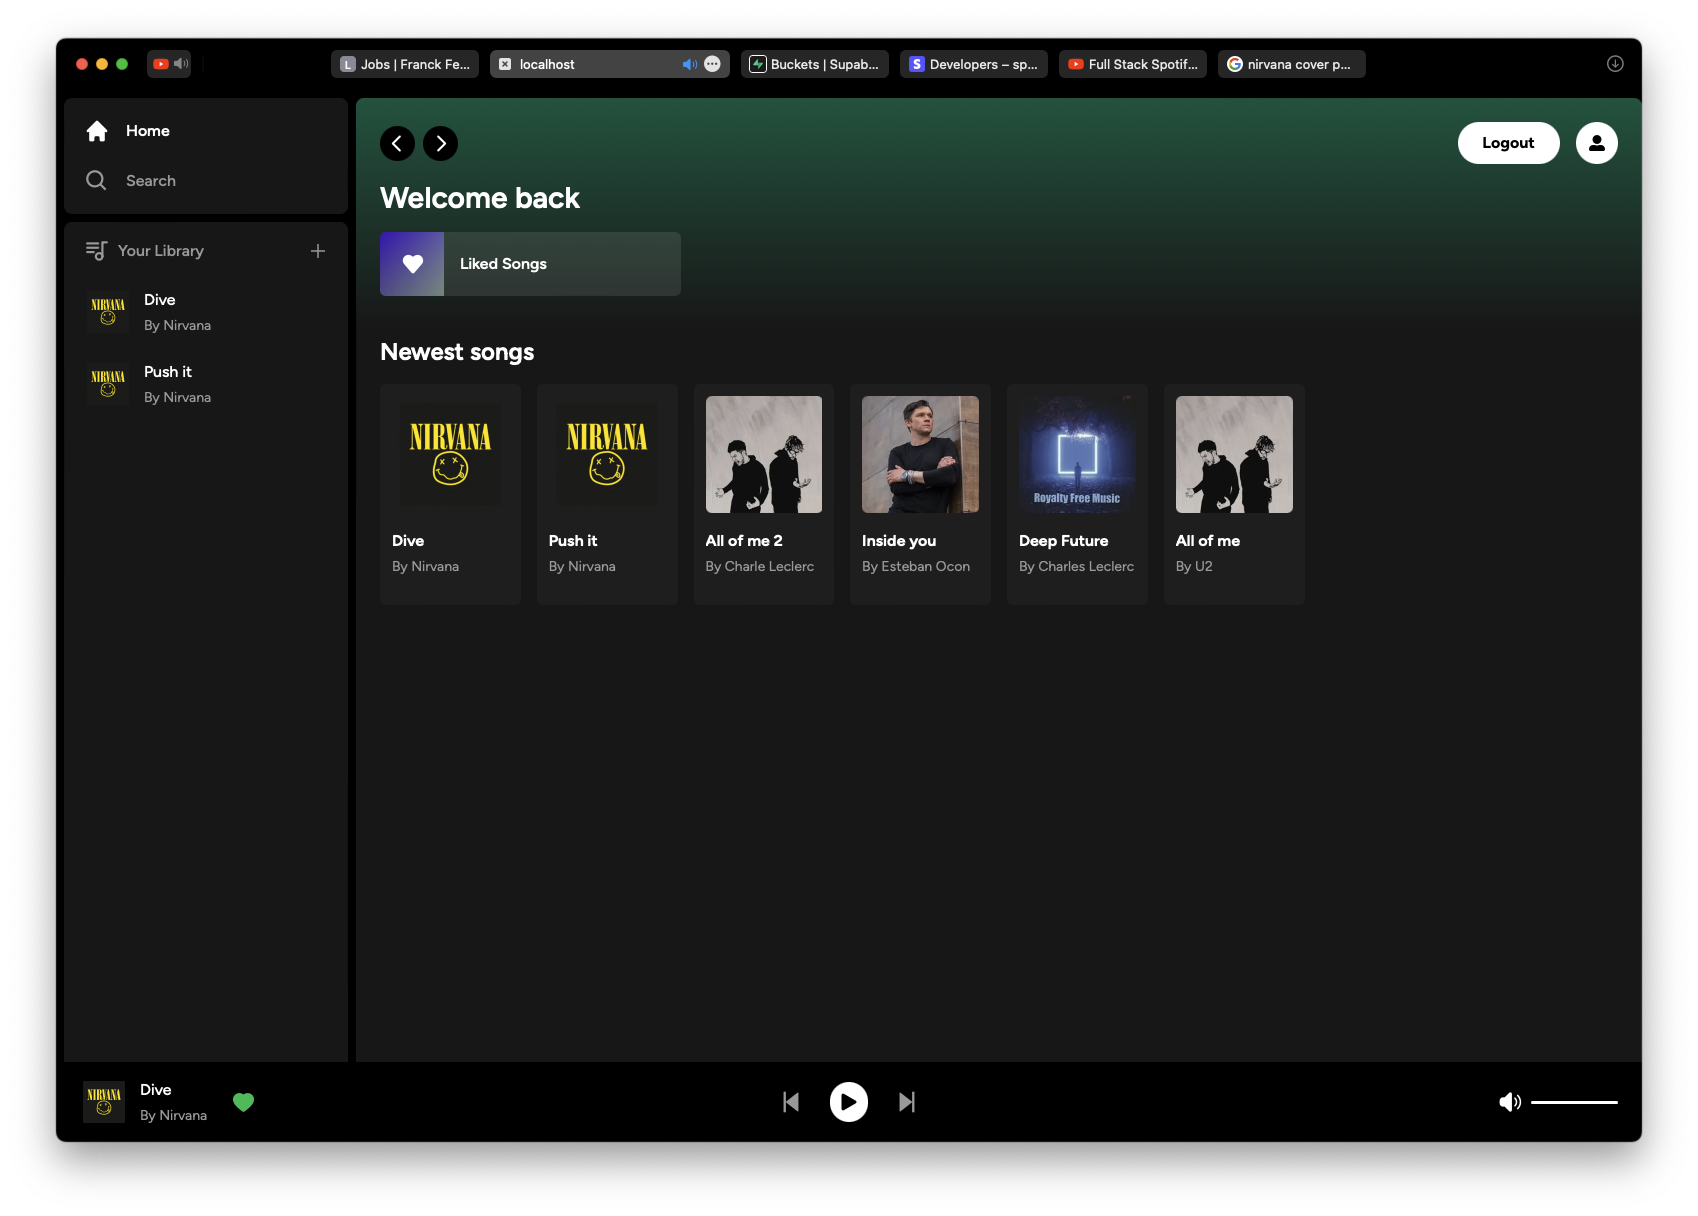 L Jobs | Franck Fe...
localhost
Buckets | Supab...
S Developers – sp...
Full Stack Spotif...
G nirvana cover p...
Home
Search
Your Library
NIRVANA
Dive
By Nirvana
NIRVANA
Push it
By Nirvana
Logout
Welcome back
Liked Songs
Newest songs
NIRVANA
Dive
By Nirvana
NIRVANA
Push it
By Nirvana
All of me 2
By Charle Leclerc
Inside you
By Esteban Ocon
Royalty Free Music
Deep Future
By Charles Leclerc
All of me
By U2
NIRVANA
Dive
By Nirvana